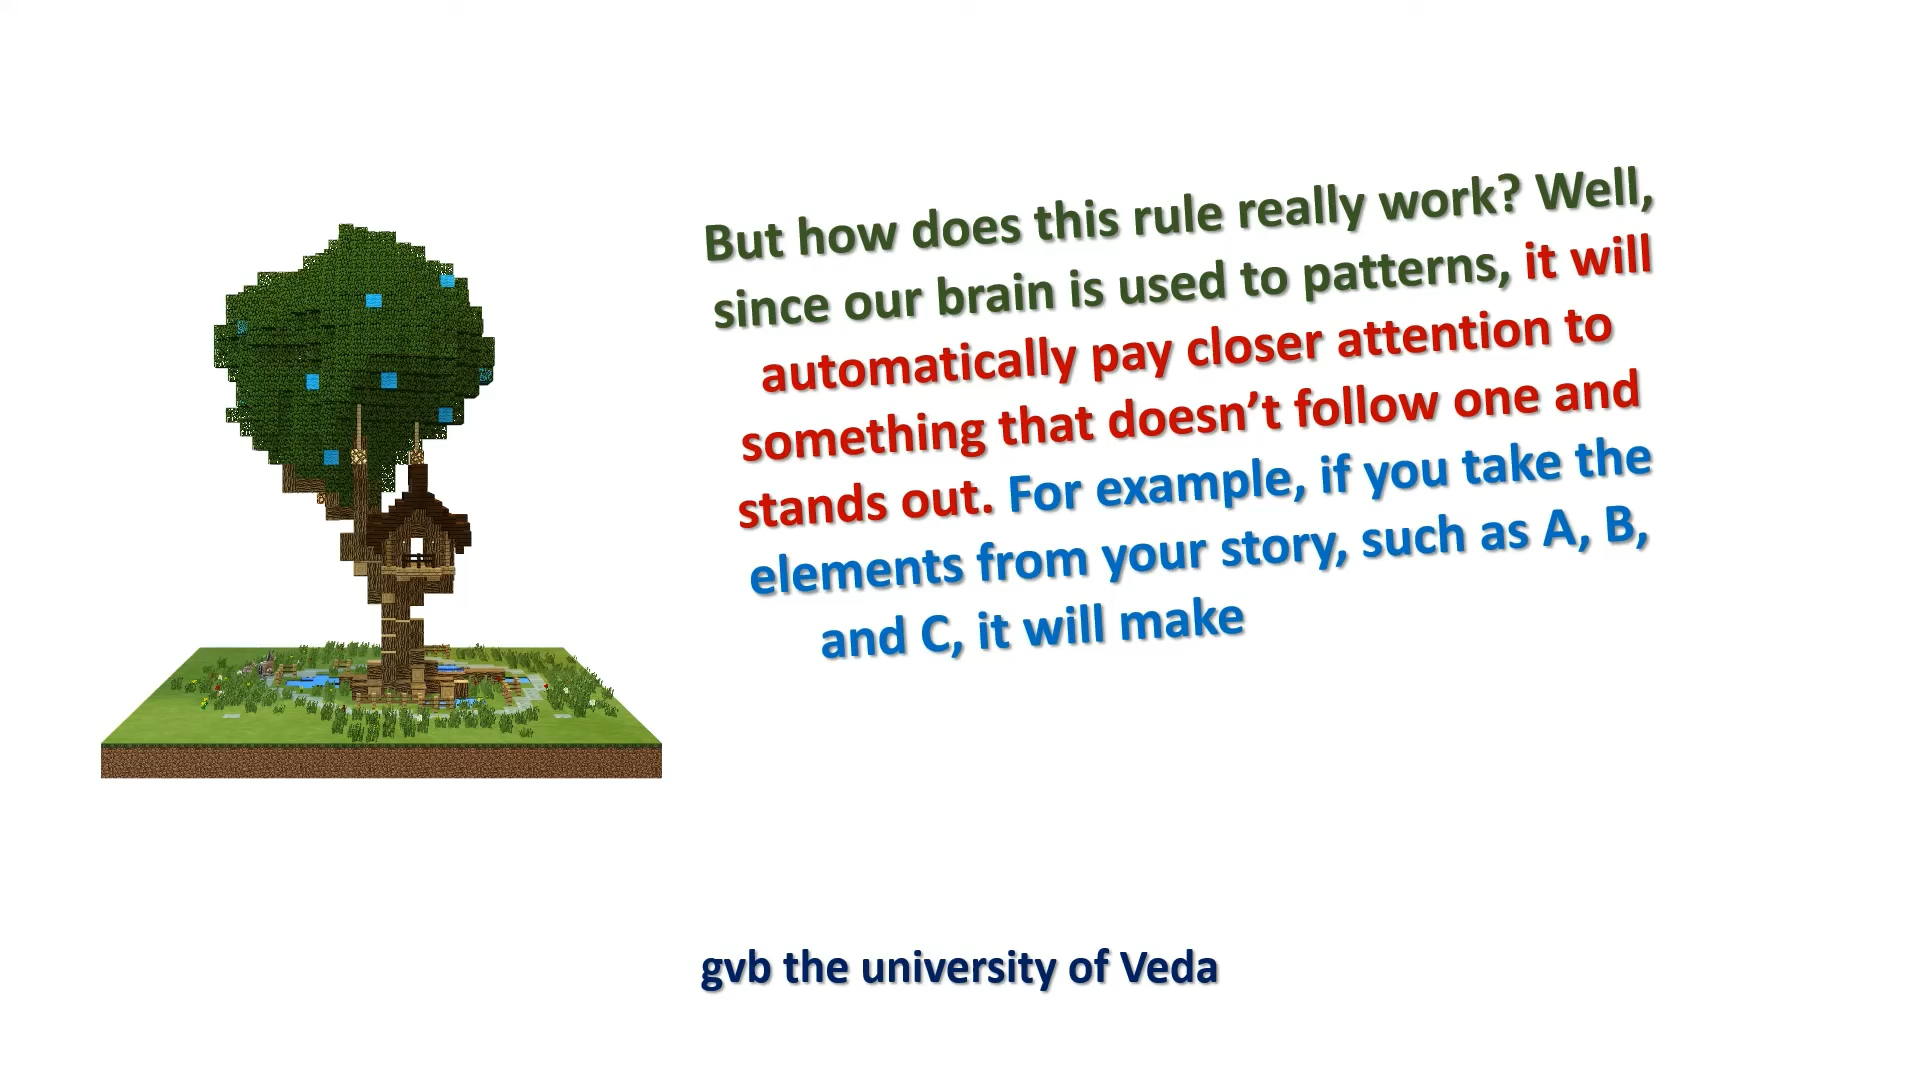 But how does this rule really work? Well,
since our brain is used to patterns, it will
automatically pay closer attention to
something that doesn’t follow one and
stands out. For example, if you take the
elements from your story, such as A, B,
and C, it will make
gvb the university of Veda